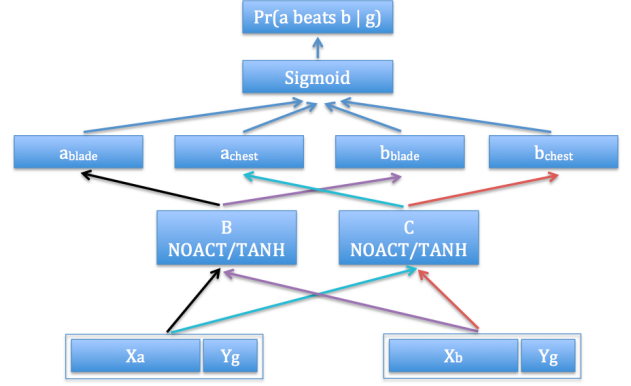 Pr(a beats b | g)
Sigmoid
ablade
achest
bblade
bchest
B
NOACT/TANH
C
NOACT/TANH
Xa
Yg
Xb
Yg